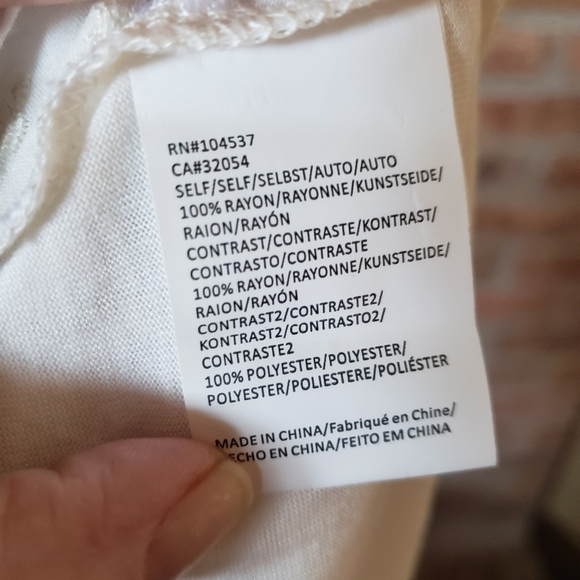 RN#104537
CA#32054
SELF/SELF/SELBST/AUTO/AUTO
100% RAYON/RAYONNE/KUNSTSEIDE/
RAION/RAYÓN
CONTRAST/CONTRASTE/KONTRAST/
CONTRASTO/CONTRASTE
100% RAYON/RAYONNE/KUNSTSEIDE/
RAION/RAYÓN
CONTRAST2/CONTRASTE2/
KONTRAST2/CONTRASTO2/
CONTRASTE2
100% POLYESTER/POLYESTER/
POLYESTER/POLIESTERE/POLIÉSTER
MADE IN CHINA/Fabriqué en Chine/
ECHO EN CHINA/FEITO EM CHINA